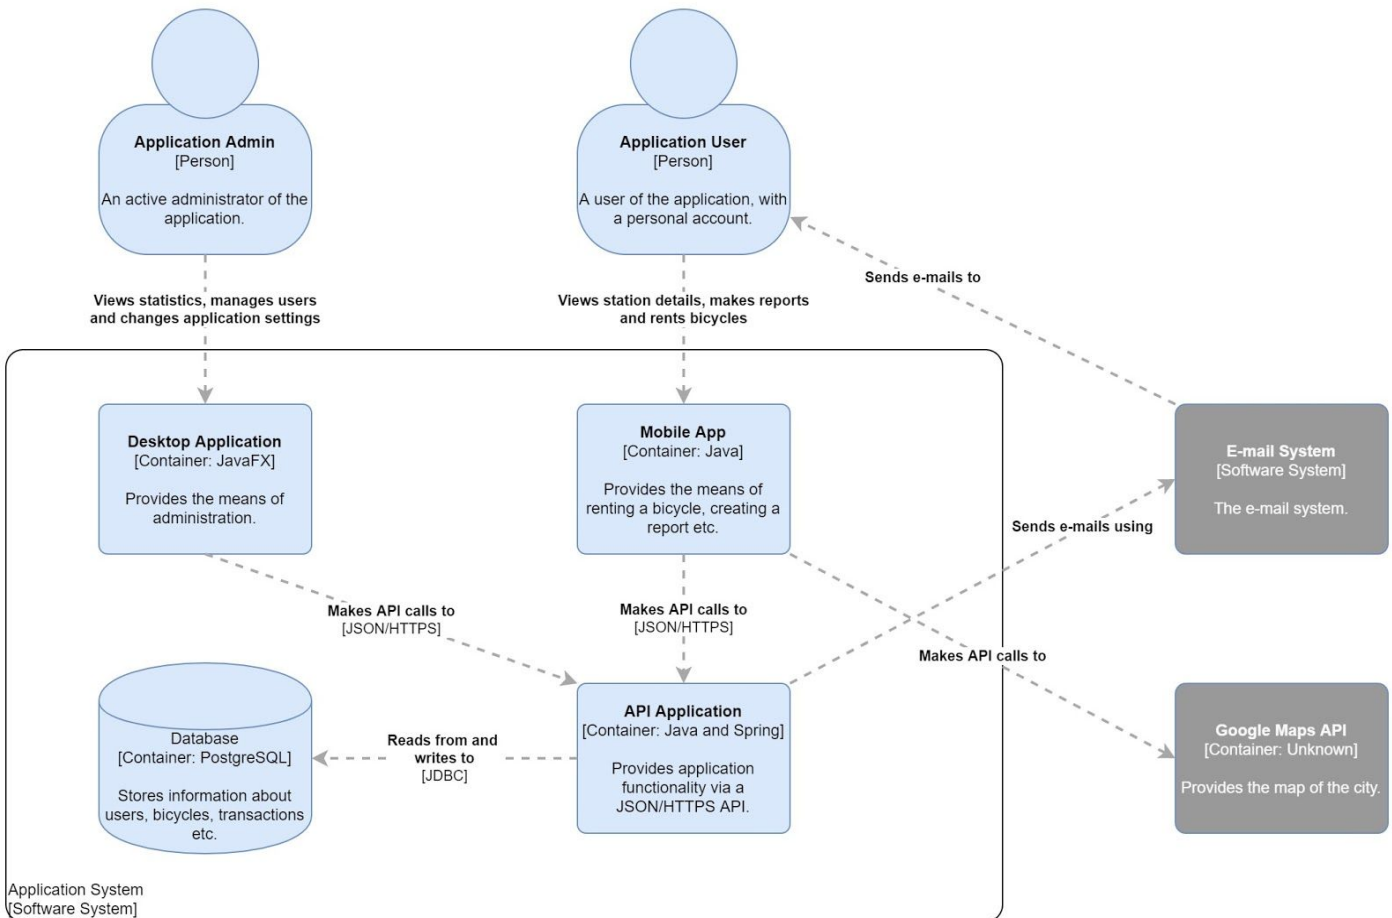 Application Admin
[Person]
An active administrator of the
application.
Application User
[Person]
A user of the application, with
a personal account.
Sends e-mails to
Views statistics, manages users
and changes application settings
Views station details, makes reports
and rents bicycles
Desktop Application
[Container: JavaFX]
Provides the means of
administration.
Mobile App
[Container: Java]
Provides the means of
renting a bicycle, creating a
report etc.
E-mail System
[Software System]
The e-mail system.
Sends e-mails using
Makes API calls to
[JSON/HTTPS]
Makes API calls to
[JSON/HTTPS]
Makes API calls to
Database
[Container: PostgreSQL]
Stores information about
users, bicycles, transactions
etc.
Reads from and
writes to
[JDBC]
API Application
[Container: Java and Spring]
Provides application
functionality via a
JSON/HTTPS API.
Google Maps API
[Container: Unknown]
Provides the map of the city.
Application System
[Software System]